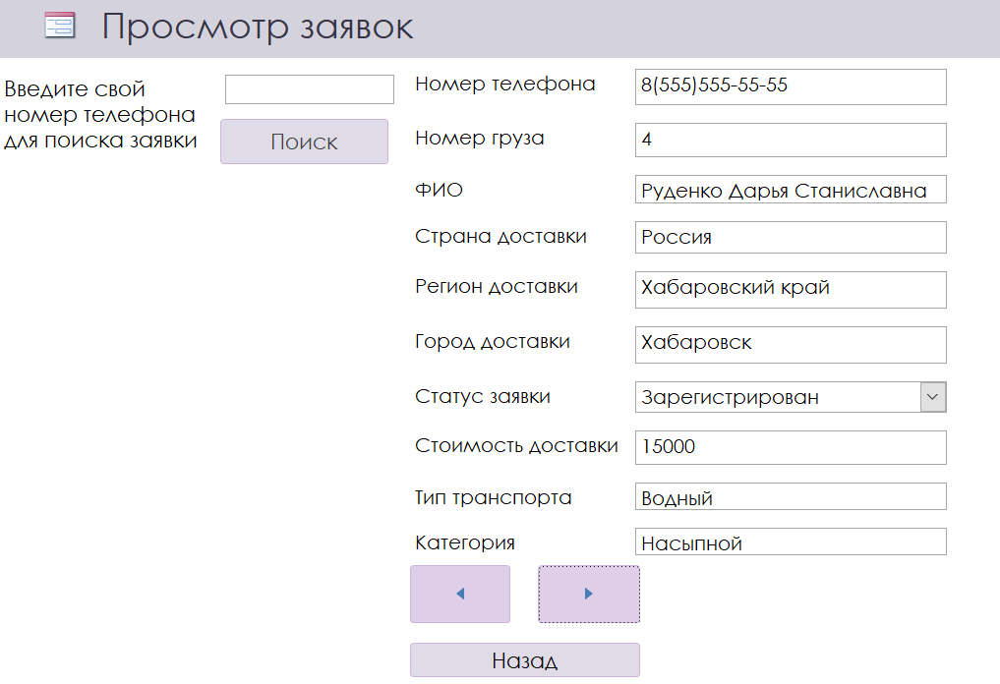 Просмотр заявок
Введите свой
номер телефона
для поиска заявки
Поиск
Номер телефона 8(555)555-55-55
Номер груза 4
ФИО Руденко Дарья Станиславна
Страна доставки Россия
Регион доставки Хабаровский край
Город доставки Хабаровск
Статус заявки Зарегистрирован
Стоимость доставки 15000
Тип транспорта Водный
Категория Насыпной
Назад